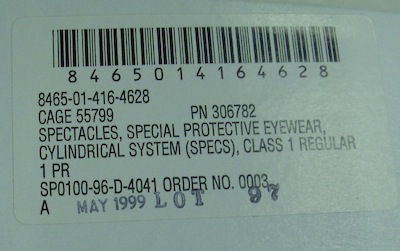 8465014164628
8465-01-416-4628
CAGE 55799 PN 306782
SPECTACLES, SPECIAL PROTECTIVE EYEWEAR,
CYLINDRICAL SYSTEM (SPECS), CLASS 1 REGULAR
1 PR
SP0100-96-D-4041 ORDER NO. 0003
A MAY 1999 LOT 97